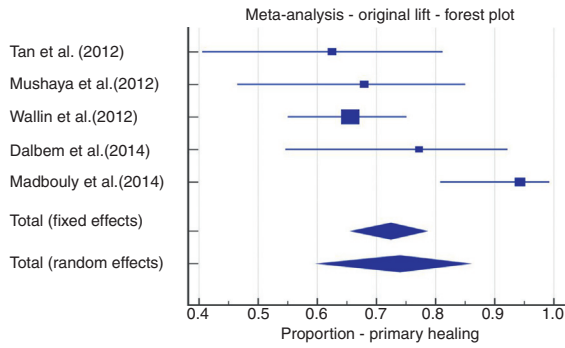 Meta-analysis - original lift - forest plot
Tan et al. (2012)
Mushaya et al.(2012)
Wallin et al.(2012)
Dalbem et al.(2014)
Madbouly et al.(2014)
Total (fixed effects)
Total (random effects)
0.4 0.5 0.6 0.7 0.8 0.9 1.0
Proportion - primary healing